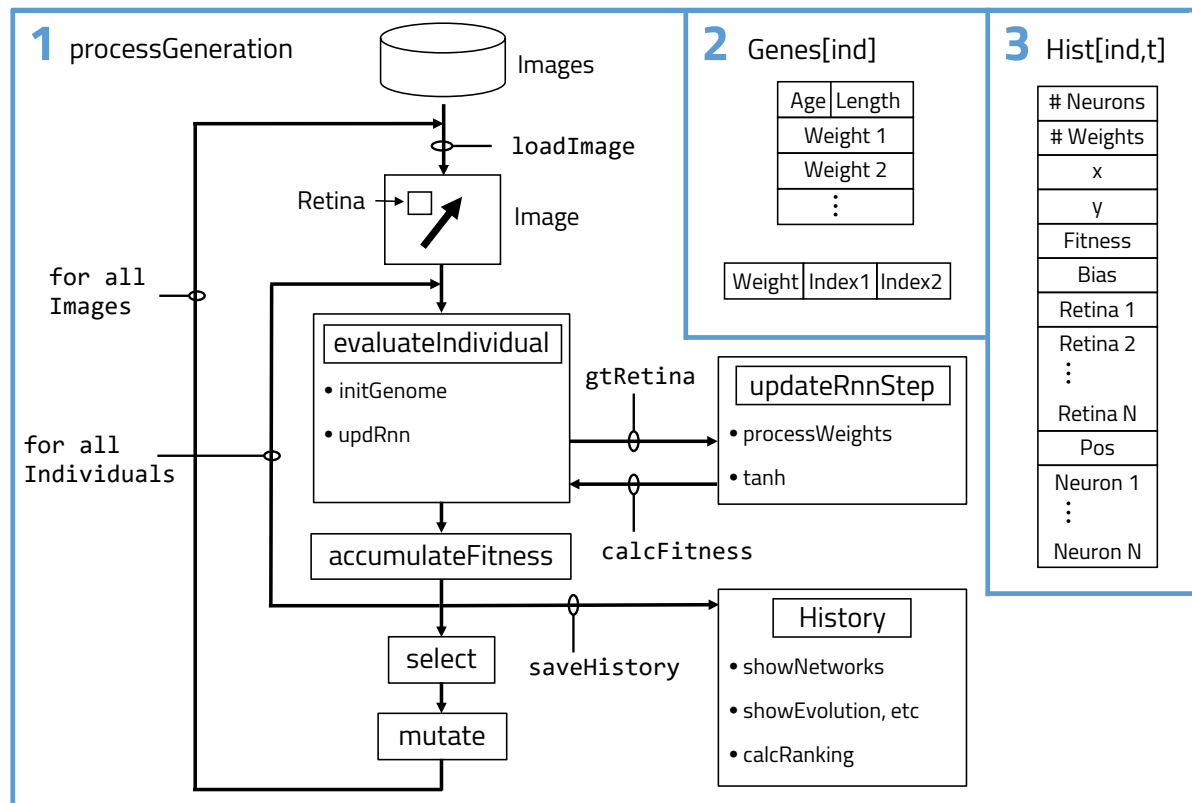 1 processGeneration
Images
loadImage
Retina
Image
for all
Images
evaluateIndividual
• initGenome
• updRnn
for all
Individuals
gtRetina
updateRnnStep
• processWeights
• tanh
calcFitness
accumulateFitness
saveHistory
select
mutate
History
• showNetworks
• showEvolution, etc
• calcRanking
2 Genes[ind]
Age Length
Weight 1
Weight 2
⋮
Weight Index1 Index2
3 Hist[ind,t]
# Neurons
# Weights
x
y
Fitness
Bias
Retina 1
Retina 2
⋮
Retina N
Pos
Neuron 1
⋮
Neuron N